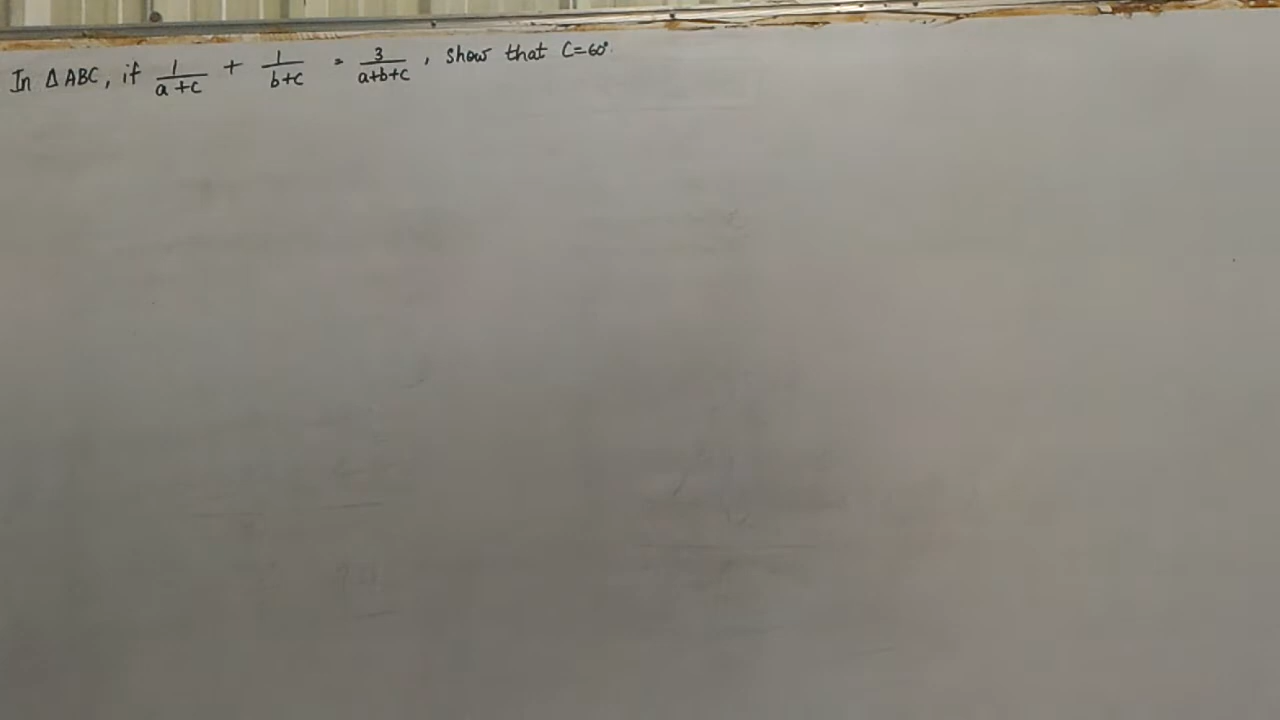 In ΔABC, if 1/(a+c) + 1/(b+c) = 3/(a+b+c), show that C=60°.